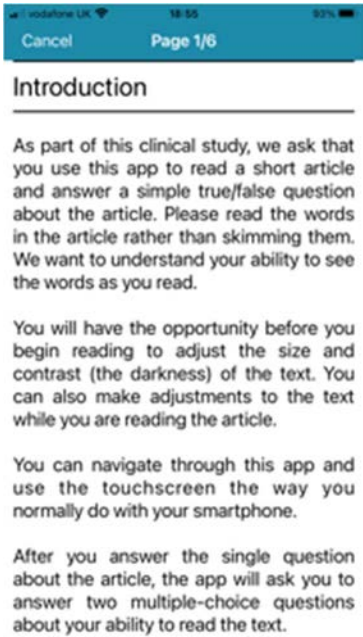 vodafone UK 18:55 93%
Cancel Page 1/6
Introduction
As part of this clinical study, we ask that
you use this app to read a short article
and answer a simple true/false question
about the article. Please read the words
in the article rather than skimming them.
We want to understand your ability to see
the words as you read.
You will have the opportunity before you
begin reading to adjust the size and
contrast (the darkness) of the text. You
can also make adjustments to the text
while you are reading the article.
You can navigate through this app and
use the touchscreen the way you
normally do with your smartphone.
After you answer the single question
about the article, the app will ask you to
answer two multiple-choice questions
about your ability to read the text.